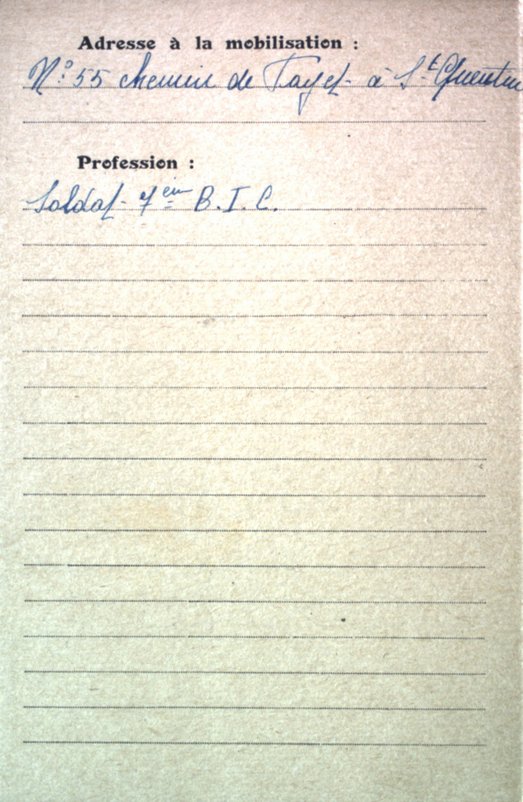 Adresse à la mobilisation :
N° 55 chemin de Fayet à St Quentin
Profession :
Soldat 7ème B.I.C.